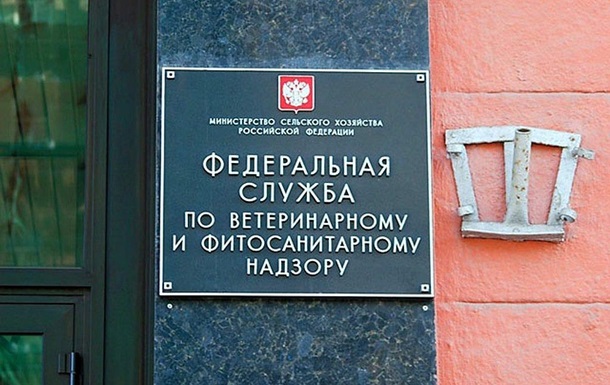 МИНИСТЕРСТВО СЕЛЬСКОГО ХОЗЯЙСТВА
РОССИЙСКОЙ ФЕДЕРАЦИИ
ФЕДЕРАЛЬНАЯ
СЛУЖБА
ПО ВЕТЕРИНАРНОМУ
И ФИТОСАНИТАРНОМУ
НАДЗОРУ